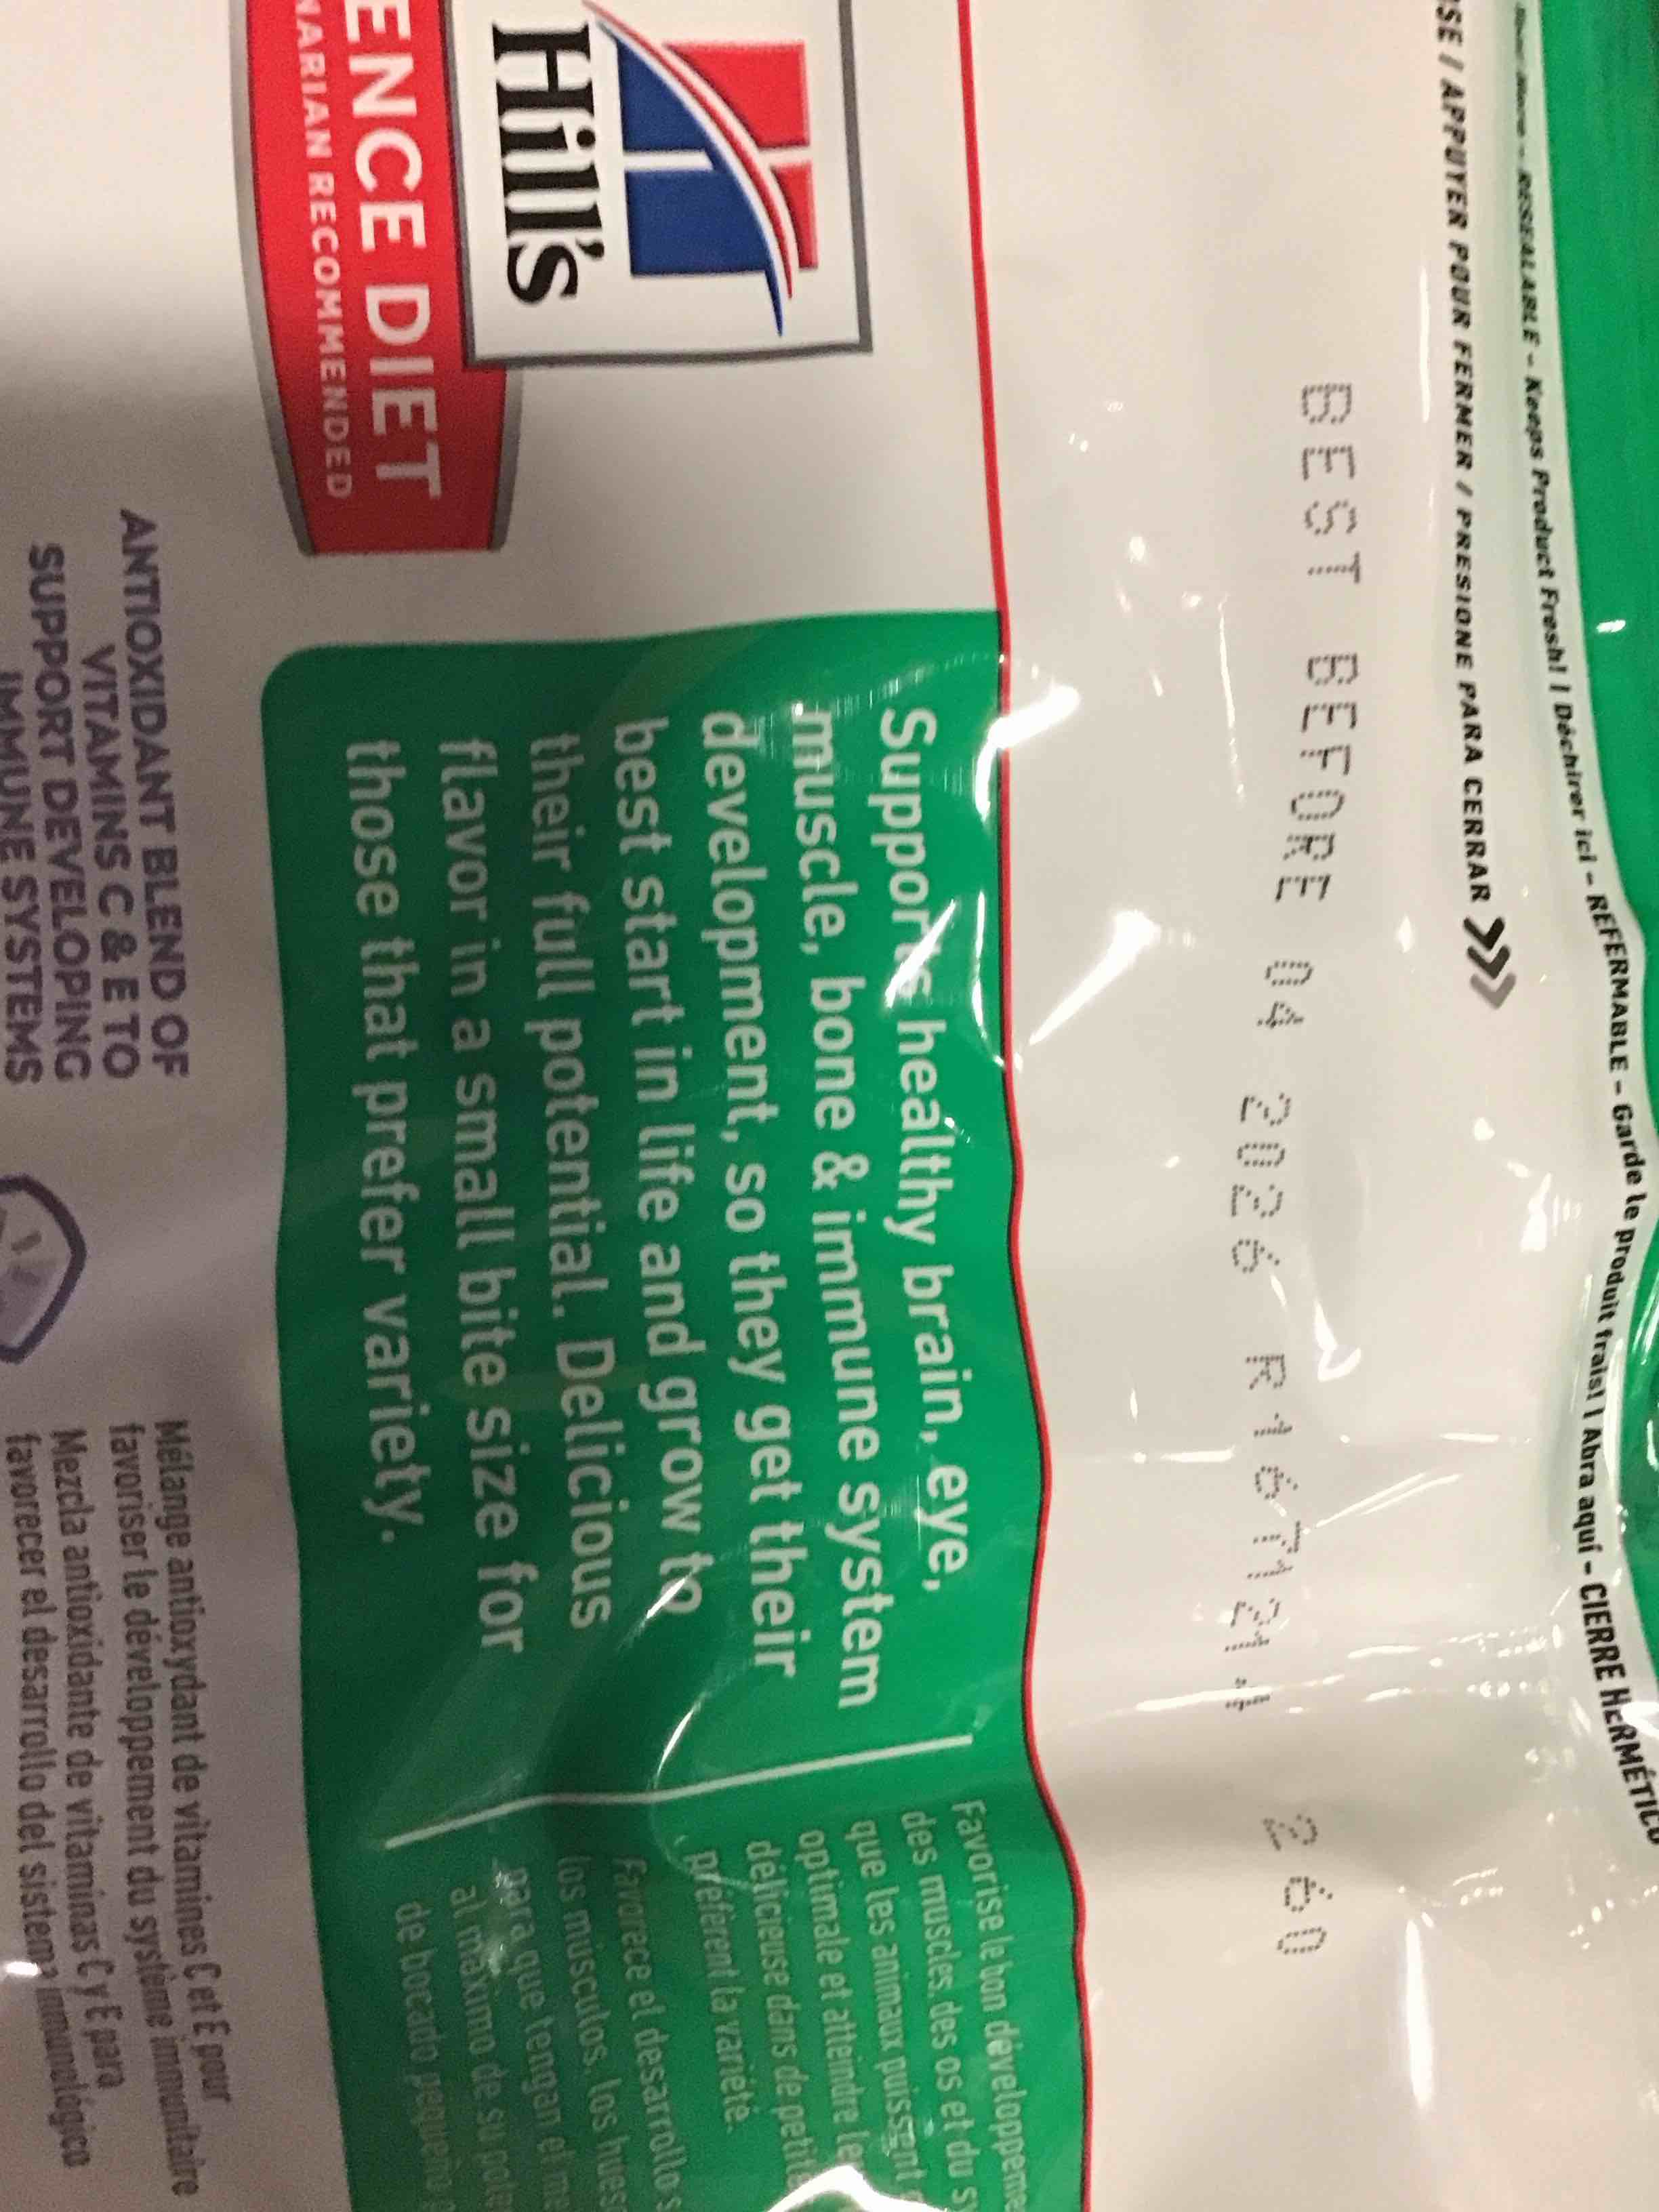 Keeps Product Fresh! | Déchirer ici – REFERMABLE – Garde le produit frais! | Abra aquí – CIERRE HERMÉTICO
/ APPUYER POUR FERMER / PRESIONE PARA CERRAR
BEST BEFORE 04 2026 260
Hill's
ENCE DIET
NARIAN RECOMMENDED
Supports healthy brain, eye,
muscle, bone & immune system
development, so they get their
best start in life and grow to
their full potential. Delicious
flavor in a small bite size for
those that prefer variety.
Favorise le bon développeme
des muscles, des os et du sy
que les animaux puissent
optimale et atteindre le
délicieuse dans de petite
préfèrent la variété.
Favorece el desarrollo s
los músculos, los hues
para que tengan el me
al máximo de su pote
de bocado pequeño
ANTIOXIDANT BLEND OF
VITAMINS C & E TO
SUPPORT DEVELOPING
IMMUNE SYSTEMS
Mélange antioxydant de vitamines C et E pour
favoriser le développement du système immunitaire
Mezcla antioxidante de vitaminas C y E para
favorecer el desarrollo del sistema inmunológico